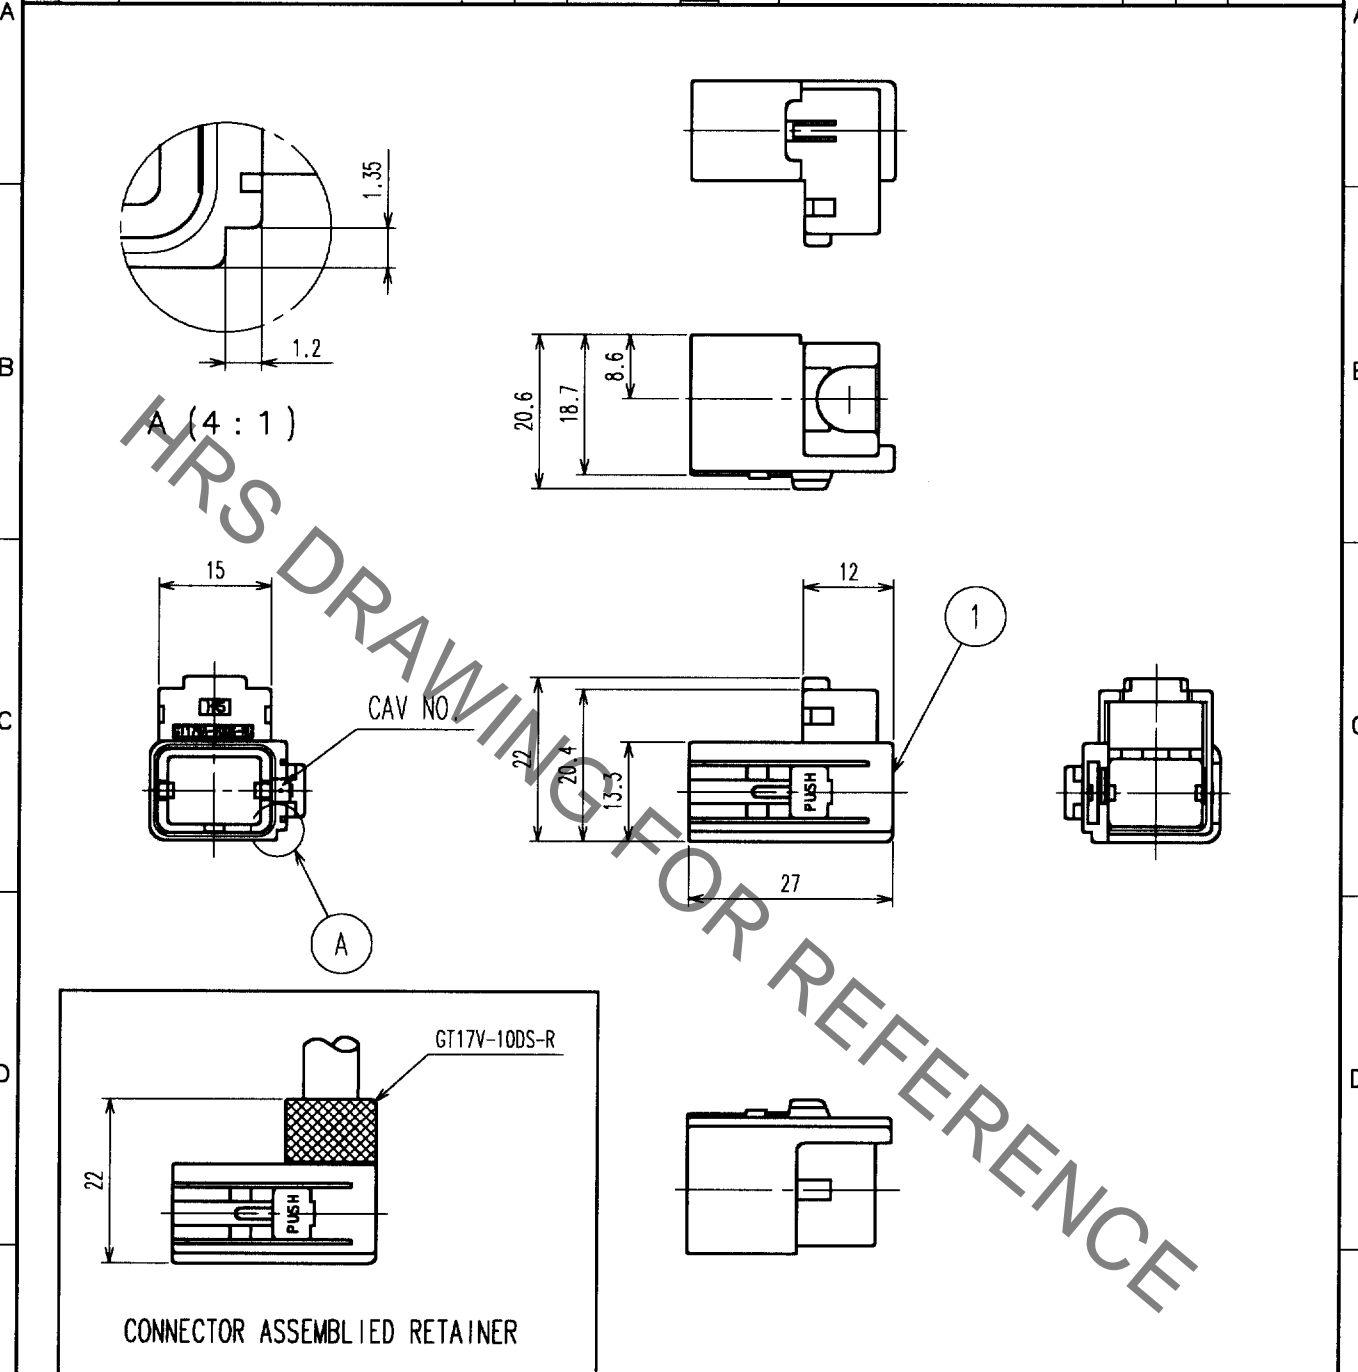 A
A
1.35
1.2
A (4 : 1)
B
20.6
18.7
8.6
15
12
1
CAV NO.
HS
C
22
20.4
13.3
PUSH
27
A
GT17V-10DS-R
D
D
22
PUSH
CONNECTOR ASSEMBLIED RETAINER
HRS DRAWING FOR REFERENCE